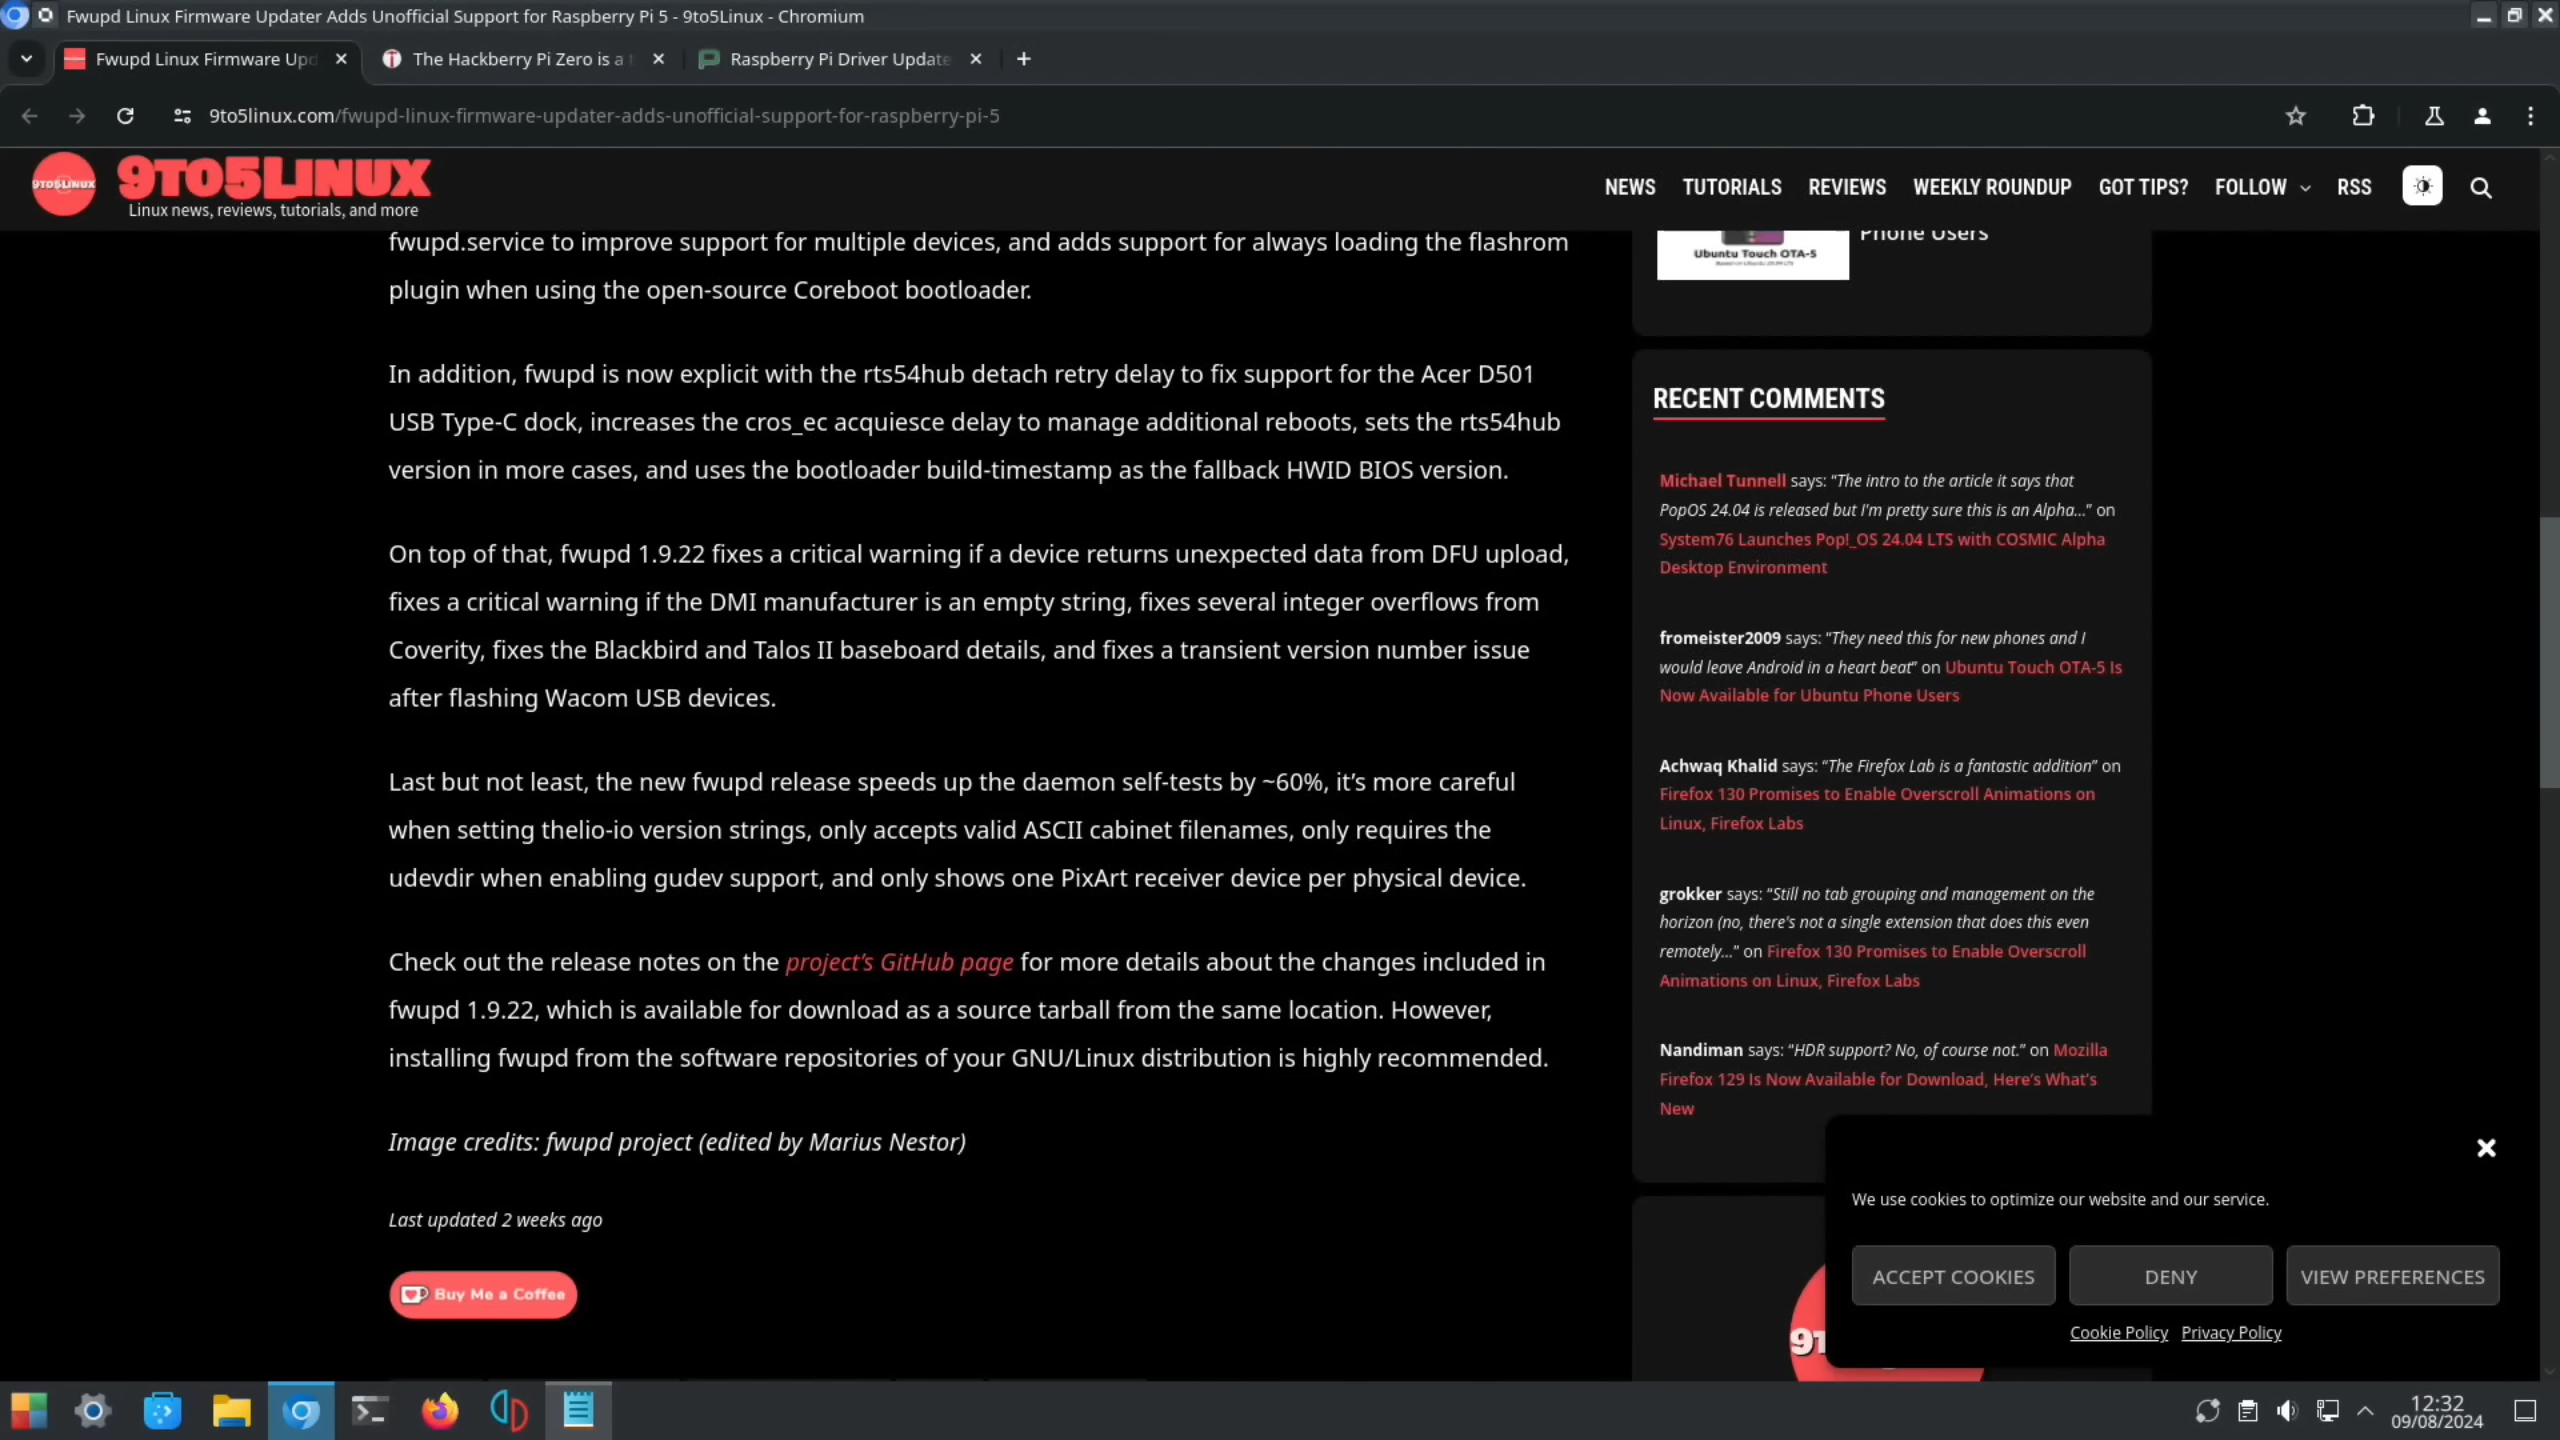 Fwupd Linux Firmware Updater Adds Unofficial Support for Raspberry Pi 5 - 9to5Linux - Chromium
Fwupd Linux Firmware Upd
The Hackberry Pi Zero is a
Raspberry Pi Driver Update
9to5linux.com/fwupd-linux-firmware-updater-adds-unofficial-support-for-raspberry-pi-5
9TO5LINUX
9TO5LINUX
Linux news, reviews, tutorials, and more
NEWS TUTORIALS REVIEWS WEEKLY ROUNDUP GOT TIPS? FOLLOW RSS
fwupd.service to improve support for multiple devices, and adds support for always loading the flashrom
plugin when using the open-source Coreboot bootloader.
In addition, fwupd is now explicit with the rts54hub detach retry delay to fix support for the Acer D501
USB Type-C dock, increases the cros_ec acquiesce delay to manage additional reboots, sets the rts54hub
version in more cases, and uses the bootloader build-timestamp as the fallback HWID BIOS version.
On top of that, fwupd 1.9.22 fixes a critical warning if a device returns unexpected data from DFU upload,
fixes a critical warning if the DMI manufacturer is an empty string, fixes several integer overflows from
Coverity, fixes the Blackbird and Talos II baseboard details, and fixes a transient version number issue
after flashing Wacom USB devices.
Last but not least, the new fwupd release speeds up the daemon self-tests by ~60%, it’s more careful
when setting thelio-io version strings, only accepts valid ASCII cabinet filenames, only requires the
udevdir when enabling gudev support, and only shows one PixArt receiver device per physical device.
Check out the release notes on the project’s GitHub page for more details about the changes included in
fwupd 1.9.22, which is available for download as a source tarball from the same location. However,
installing fwupd from the software repositories of your GNU/Linux distribution is highly recommended.
Image credits: fwupd project (edited by Marius Nestor)
Last updated 2 weeks ago
Buy Me a Coffee
Phone Users
Ubuntu Touch OTA-5
RECENT COMMENTS
Michael Tunnell says: “The intro to the article it says that
PopOS 24.04 is released but I'm pretty sure this is an Alpha…” on
System76 Launches Pop!_OS 24.04 LTS with COSMIC Alpha
Desktop Environment
fromeister2009 says: “They need this for new phones and I
would leave Android in a heart beat” on Ubuntu Touch OTA-5 Is
Now Available for Ubuntu Phone Users
Achwaq Khalid says: “The Firefox Lab is a fantastic addition” on
Firefox 130 Promises to Enable Overscroll Animations on
Linux, Firefox Labs
grokker says: “Still no tab grouping and management on the
horizon (no, there's not a single extension that does this even
remotely…” on Firefox 130 Promises to Enable Overscroll
Animations on Linux, Firefox Labs
Nandiman says: “HDR support? No, of course not.” on Mozilla
Firefox 129 Is Now Available for Download, Here’s What’s
New
We use cookies to optimize our website and our service.
ACCEPT COOKIES
DENY
VIEW PREFERENCES
Cookie Policy Privacy Policy
12:32
09/08/2024